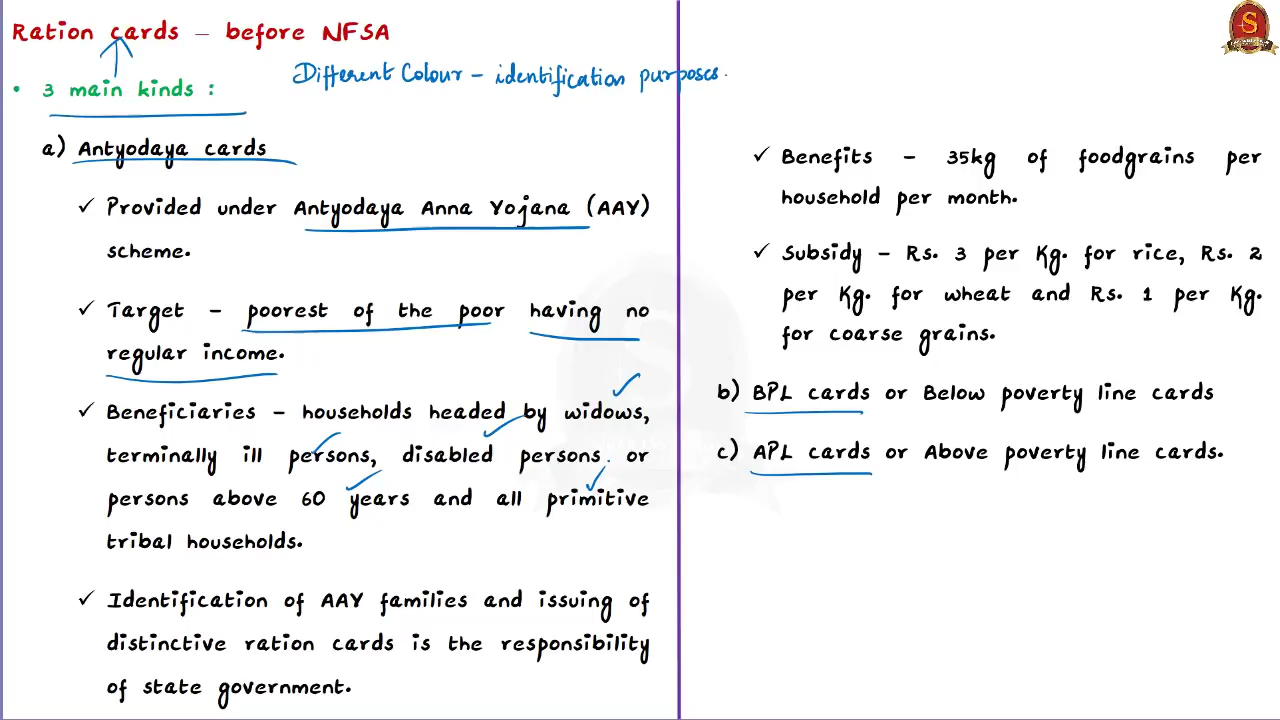 Ration cards – before NFSA
Different Colour – identification purposes.
• 3 main kinds :
a) Antyodaya cards
✓ Provided under Antyodaya Anna Yojana (AAY)
scheme.
✓ Target – poorest of the poor having no
regular income.
✓ Beneficiaries – households headed by widows,
terminally ill persons, disabled persons or
persons above 60 years and all primitive
tribal households.
✓ Identification of AAY families and issuing of
distinctive ration cards is the responsibility
of state government.
✓ Benefits – 35kg of foodgrains per
household per month.
✓ Subsidy – Rs. 3 per Kg. for rice, Rs. 2
per Kg. for wheat and Rs. 1 per Kg.
for coarse grains.
b) BPL cards or Below poverty line cards
c) APL cards or Above poverty line cards.
S